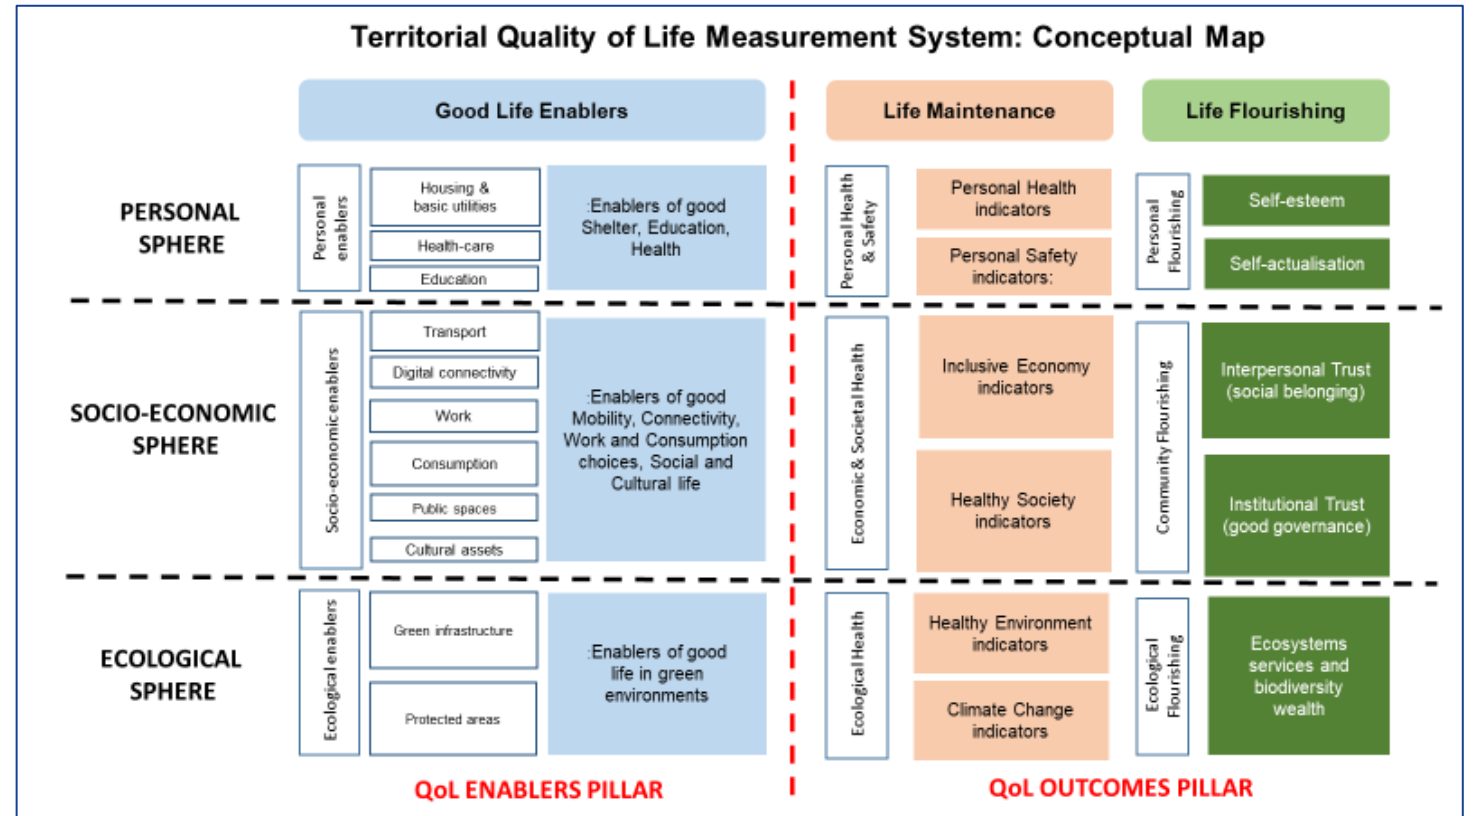 Territorial Quality of Life Measurement System: Conceptual Map
Good Life Enablers
Life Maintenance
Life Flourishing
PERSONAL
SPHERE
Personal
enablers
Housing &
basic utilities
Health-care
Education
:Enablers of good
Shelter, Education,
Health
Personal Health
& Safety
Personal Health
indicators
Personal Safety
indicators:
Personal
Flourishing
Self-esteem
Self-actualisation
SOCIO-ECONOMIC
SPHERE
Socio-economic enablers
Transport
Digital connectivity
Work
Consumption
Public spaces
Cultural assets
:Enablers of good
Mobility, Connectivity,
Work and Consumption
choices, Social and
Cultural life
Economic & Societal Health
Inclusive Economy
indicators
Healthy Society
indicators
Community Flourishing
Interpersonal Trust
(social belonging)
Institutional Trust
(good governance)
ECOLOGICAL
SPHERE
Ecological enablers
Green infrastructure
Protected areas
:Enablers of good
life in green
environments
Ecological Health
Healthy Environment
indicators
Climate Change
indicators
Ecological
Flourishing
Ecosystems
services and
biodiversity
wealth
QoL ENABLERS PILLAR
QoL OUTCOMES PILLAR